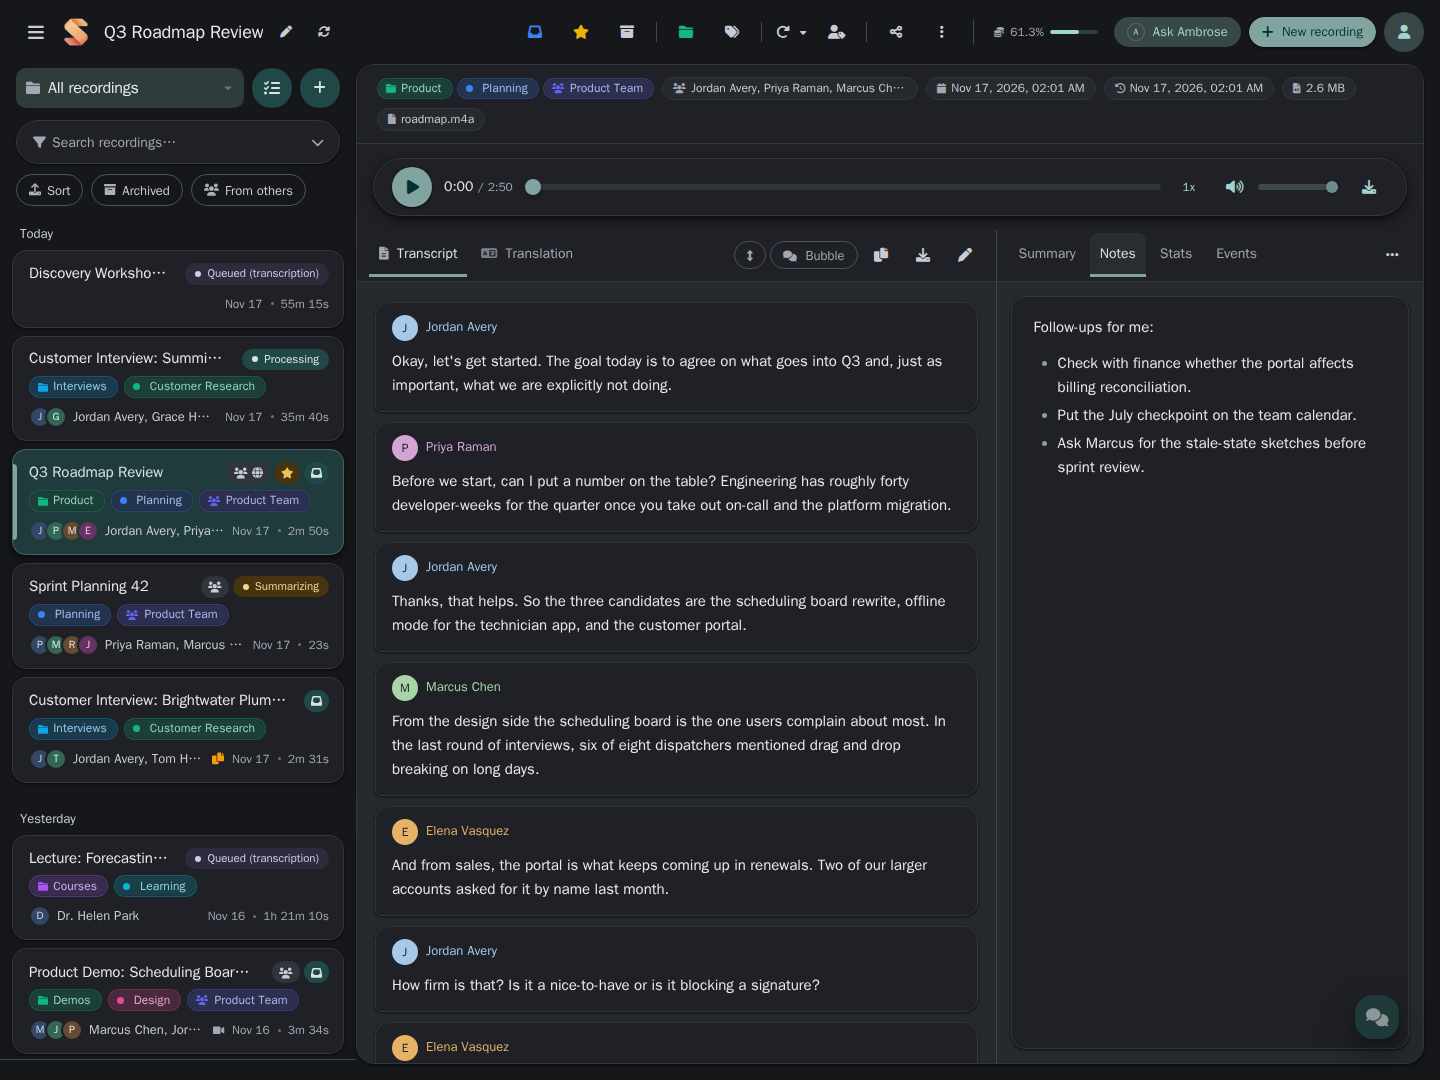 Q3 Roadmap Review
61.3%
A Ask Ambrose
New recording
All recordings
Search recordings···
Sort
Archived
From others
Today
Discovery Worksho··· Queued (transcription)
Nov 17 • 55m 15s
Customer Interview: Summi··· Processing
Interviews Customer Research
J G Jordan Avery, Grace H··· Nov 17 • 35m 40s
Q3 Roadmap Review
Product Planning Product Team
J P M E Jordan Avery, Priya··· Nov 17 • 2m 50s
Sprint Planning 42 Summarizing
Planning Product Team
P M R J Priya Raman, Marcus ··· Nov 17 • 23s
Customer Interview: Brightwater Plum···
Interviews Customer Research
J T Jordan Avery, Tom H··· Nov 17 • 2m 31s
Yesterday
Lecture: Forecastin··· Queued (transcription)
Courses Learning
D Dr. Helen Park Nov 16 • 1h 21m 10s
Product Demo: Scheduling Boar···
Demos Design Product Team
M J P Marcus Chen, Jor··· Nov 16 • 3m 34s
Product Planning Product Team Jordan Avery, Priya Raman, Marcus Ch··· Nov 17, 2026, 02:01 AM Nov 17, 2026, 02:01 AM 2.6 MB
roadmap.m4a
0:00 / 2:50 1x
Transcript Translation Bubble
J Jordan Avery
Okay, let's get started. The goal today is to agree on what goes into Q3 and, just as
important, what we are explicitly not doing.
P Priya Raman
Before we start, can I put a number on the table? Engineering has roughly forty
developer-weeks for the quarter once you take out on-call and the platform migration.
J Jordan Avery
Thanks, that helps. So the three candidates are the scheduling board rewrite, offline
mode for the technician app, and the customer portal.
M Marcus Chen
From the design side the scheduling board is the one users complain about most. In
the last round of interviews, six of eight dispatchers mentioned drag and drop
breaking on long days.
E Elena Vasquez
And from sales, the portal is what keeps coming up in renewals. Two of our larger
accounts asked for it by name last month.
J Jordan Avery
How firm is that? Is it a nice-to-have or is it blocking a signature?
E Elena Vasquez
Summary Notes Stats Events
Follow-ups for me:
• Check with finance whether the portal affects
billing reconciliation.
• Put the July checkpoint on the team calendar.
• Ask Marcus for the stale-state sketches before
sprint review.